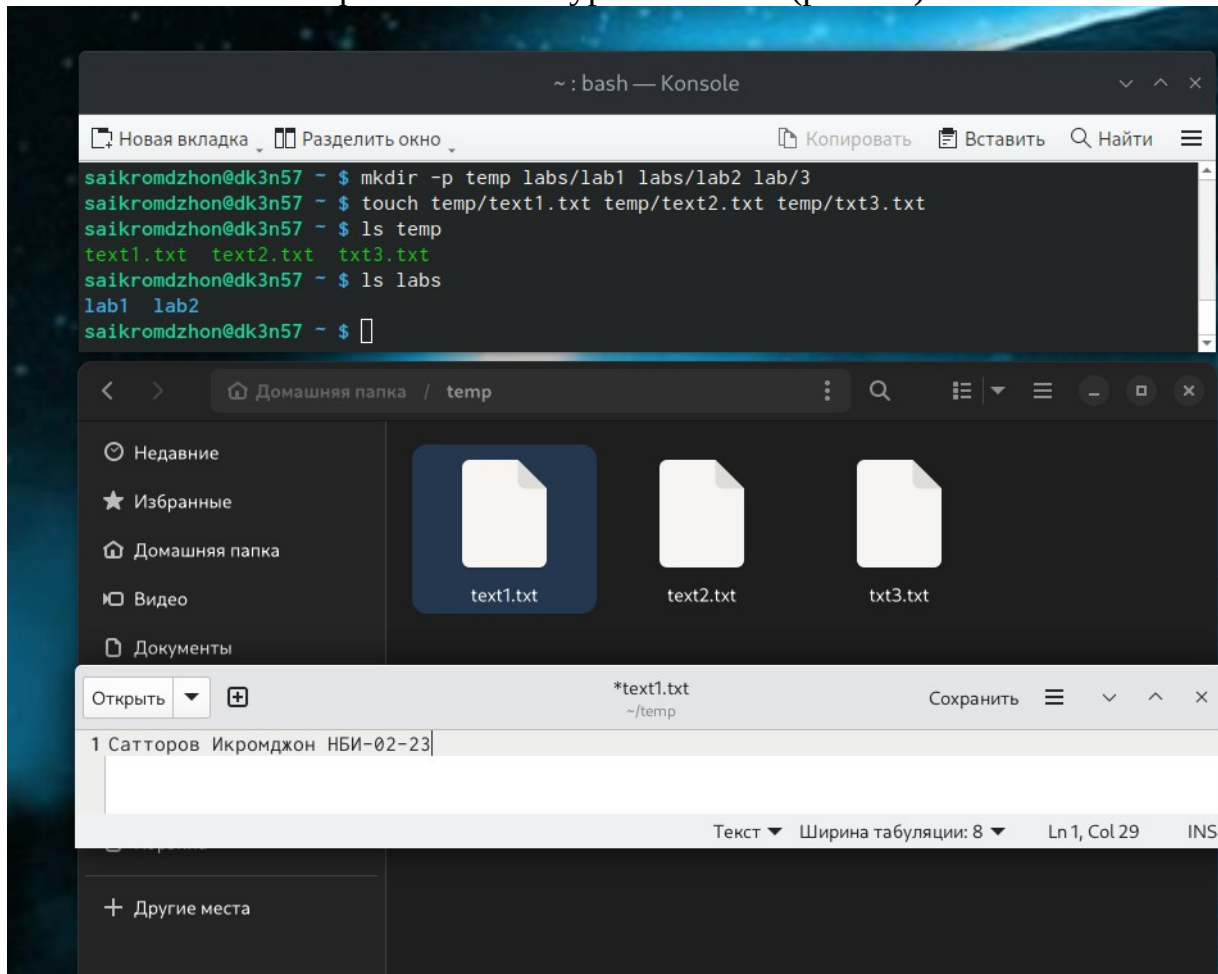 ~ : bash — Konsole
Новая вкладка Разделить окно Копировать Вставить Найти
saikromdzhon@dk3n57 ~ $ mkdir -p temp labs/lab1 labs/lab2 lab/3
saikromdzhon@dk3n57 ~ $ touch temp/text1.txt temp/text2.txt temp/txt3.txt
saikromdzhon@dk3n57 ~ $ ls temp
text1.txt text2.txt txt3.txt
saikromdzhon@dk3n57 ~ $ ls labs
lab1 lab2
saikromdzhon@dk3n57 ~ $
Домашняя папка / temp
Недавние
Избранные
Домашняя папка
Видео
Документы
text1.txt text2.txt txt3.txt
Открыть *text1.txt Сохранить
~/temp
1 Сатторов Икромджон НБИ-02-23
Текст Ширина табуляции: 8 Ln 1, Col 29 INS
+ Другие места